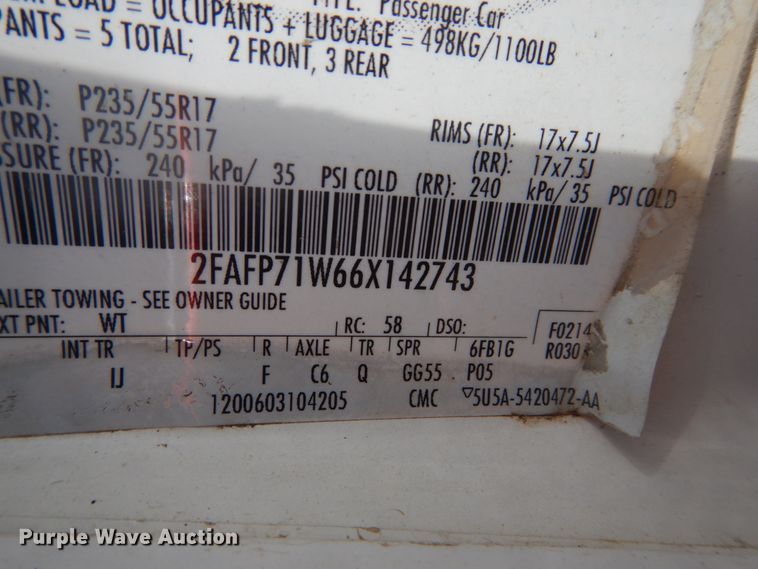 LOAD = OCCUPANTS + LUGGAGE = 498KG/1100LB
Passenger Car
PANTS = 5 TOTAL; 2 FRONT, 3 REAR
(FR): P235/55R17
(RR): P235/55R17
RIMS (FR): 17x7.5J
(RR): 17x7.5J
SSURE (FR): 240 kPa/ 35 PSI COLD (RR): 240 kPa/ 35 PSI COLD
2FAFP71W66X142743
AILER TOWING - SEE OWNER GUIDE
XT PNT: WT RC: 58 DSO: F0214
INT TR TP/PS R AXLE TR SPR 6FB1G R030
IJ F C6 Q GG55 P05
1200603104205 CMC ▽5U5A-5420472-AA
Purple Wave Auction